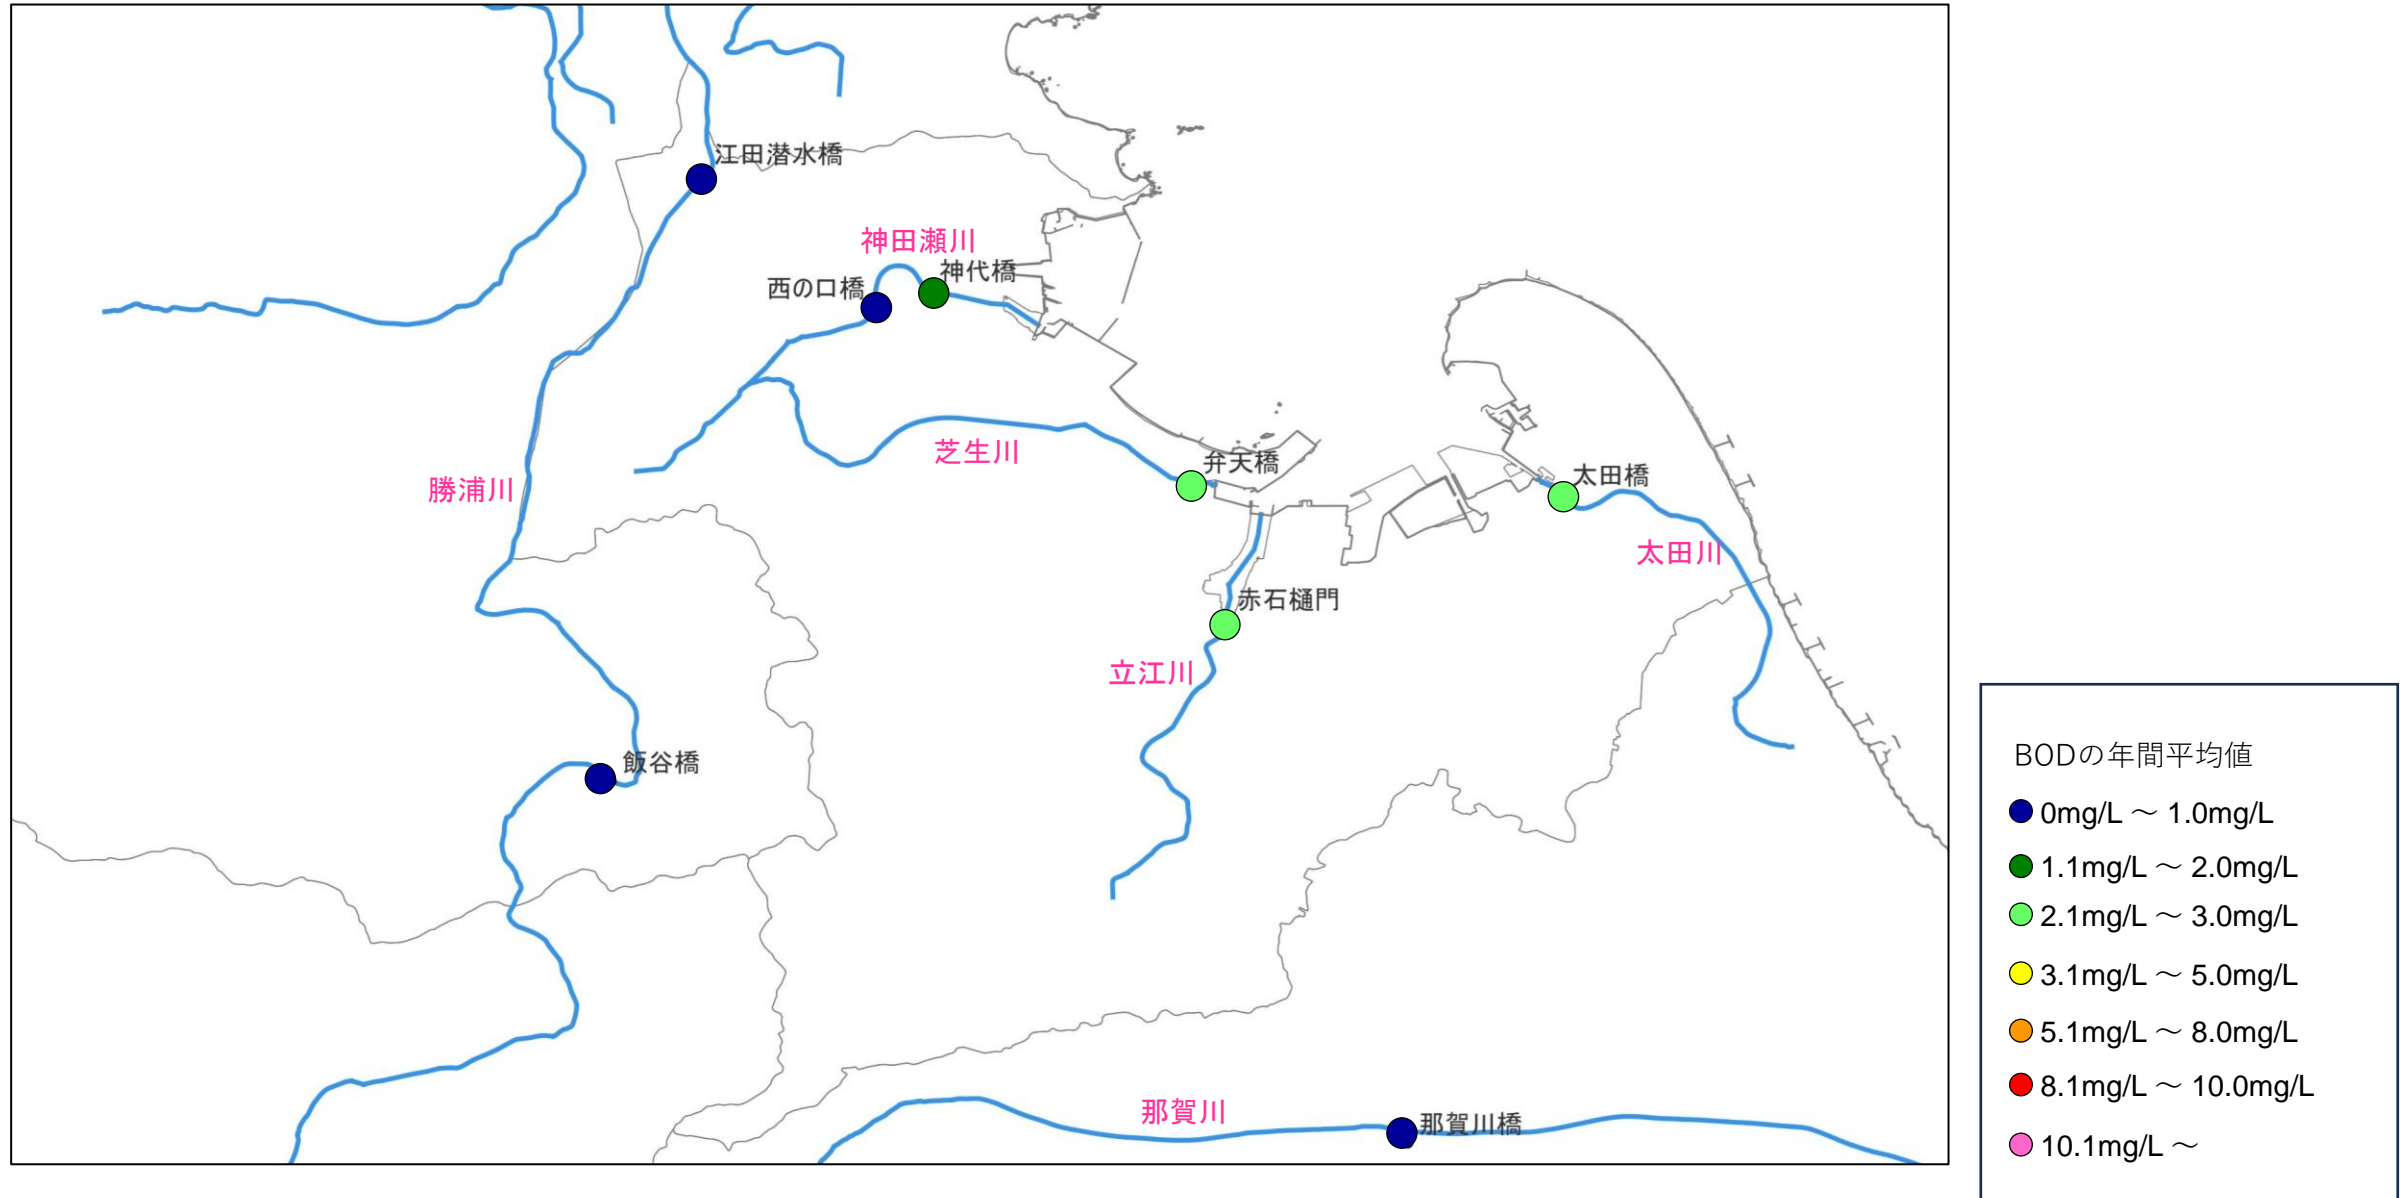 江田潜水橋
神田瀬川
神代橋
西の口橋
芝生川
弁天橋
太田橋
勝浦川
太田川
赤石樋門
立江川
飯谷橋
那賀川
那賀川橋
BODの年間平均値
0mg/L ~ 1.0mg/L
1.1mg/L ~ 2.0mg/L
2.1mg/L ~ 3.0mg/L
3.1mg/L ~ 5.0mg/L
5.1mg/L ~ 8.0mg/L
8.1mg/L ~ 10.0mg/L
10.1mg/L ~